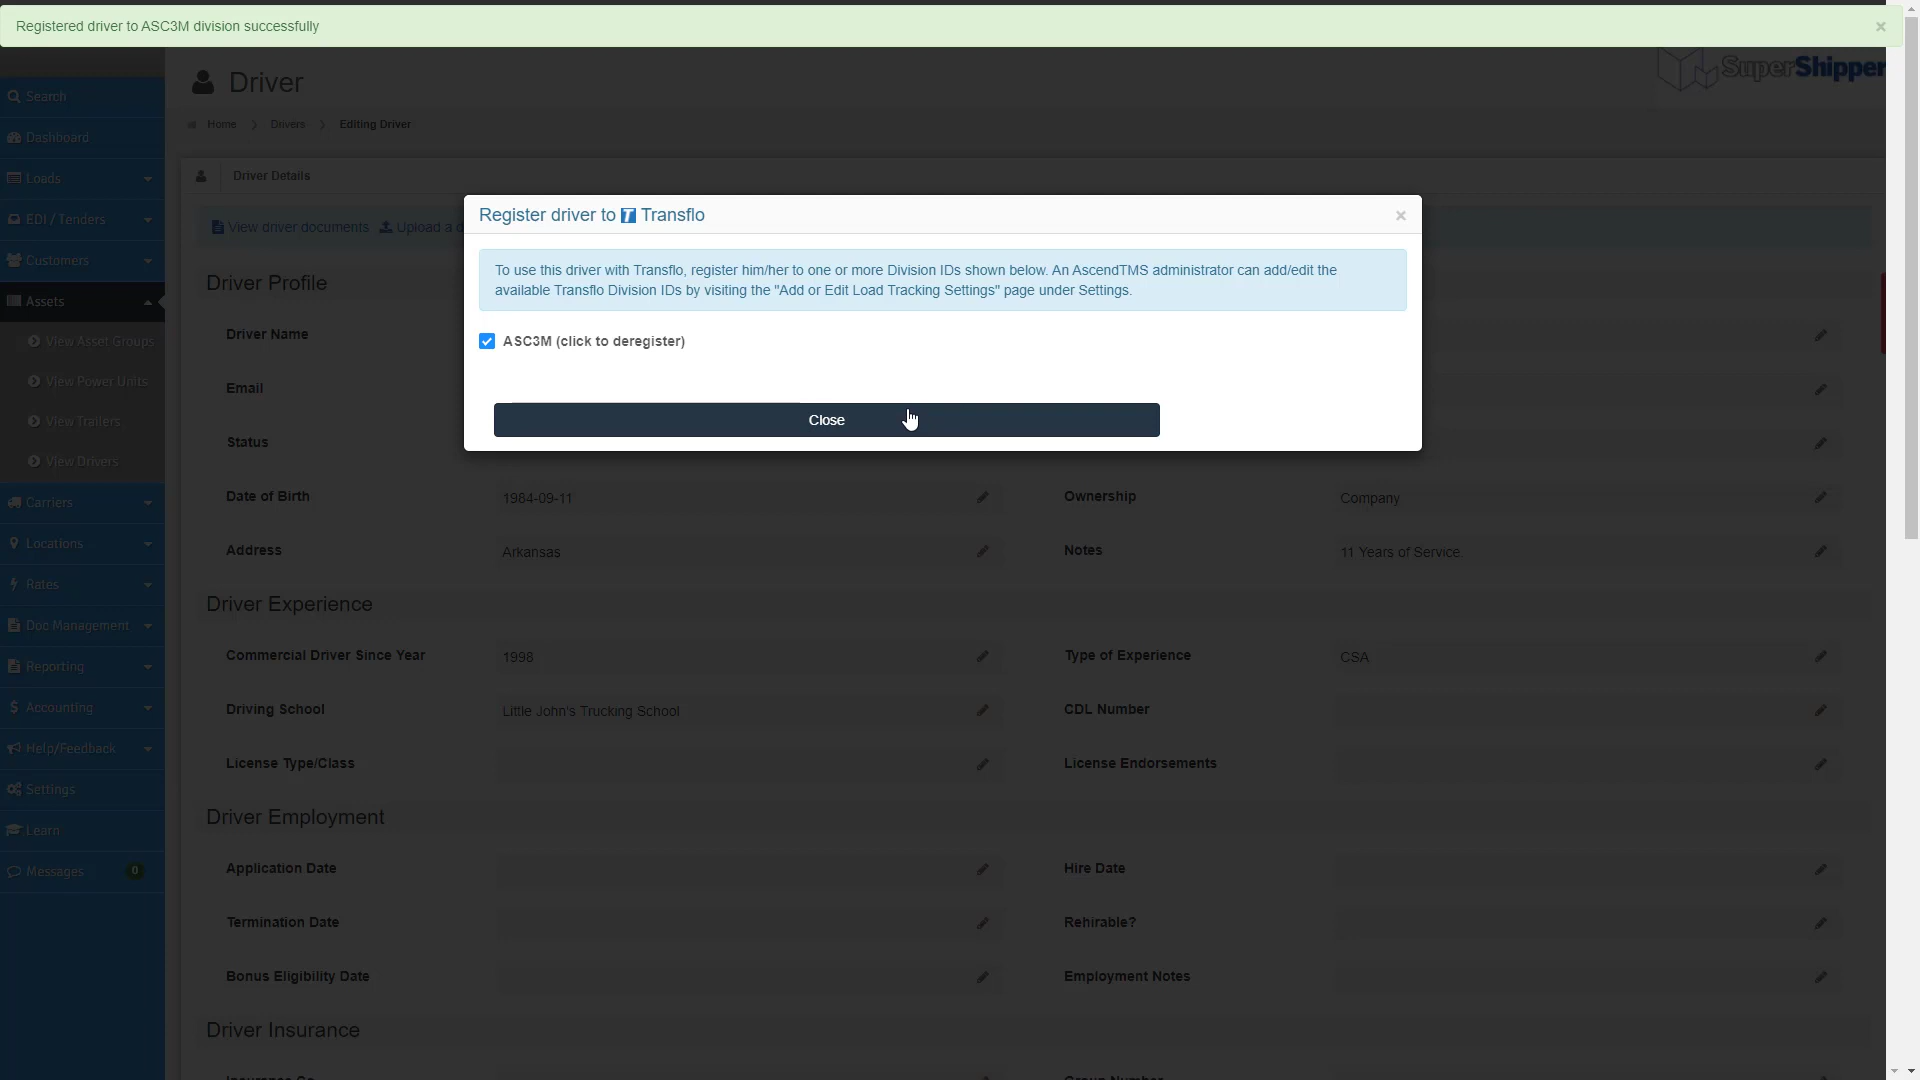 Registered driver to ASC3M division successfully
×
Driver
SuperShipper
Search
Dashboard
Loads
EDI / Tenders
Customers
Assets
View Asset Groups
View Power Units
View Trailers
View Drivers
Carriers
Locations
Rates
Doc Management
Reporting
Accounting
Help/Feedback
Settings
Learn
Messages 0
Home > Drivers > Editing Driver
Driver Details
View driver documents Upload a d
Register driver to T Transflo ×
To use this driver with Transflo, register him/her to one or more Division IDs shown below. An AscendTMS administrator can add/edit the
available Transflo Division IDs by visiting the "Add or Edit Load Tracking Settings" page under Settings.
ASC3M (click to deregister)
Close
Driver Profile
Driver Name
Email
Status
Date of Birth 1984-09-11 Ownership Company
Address Arkansas Notes 11 Years of Service.
Driver Experience
Commercial Driver Since Year 1998 Type of Experience CSA
Driving School Little John's Trucking School CDL Number
License Type/Class License Endorsements
Driver Employment
Application Date Hire Date
Termination Date Rehirable?
Bonus Eligibility Date Employment Notes
Driver Insurance